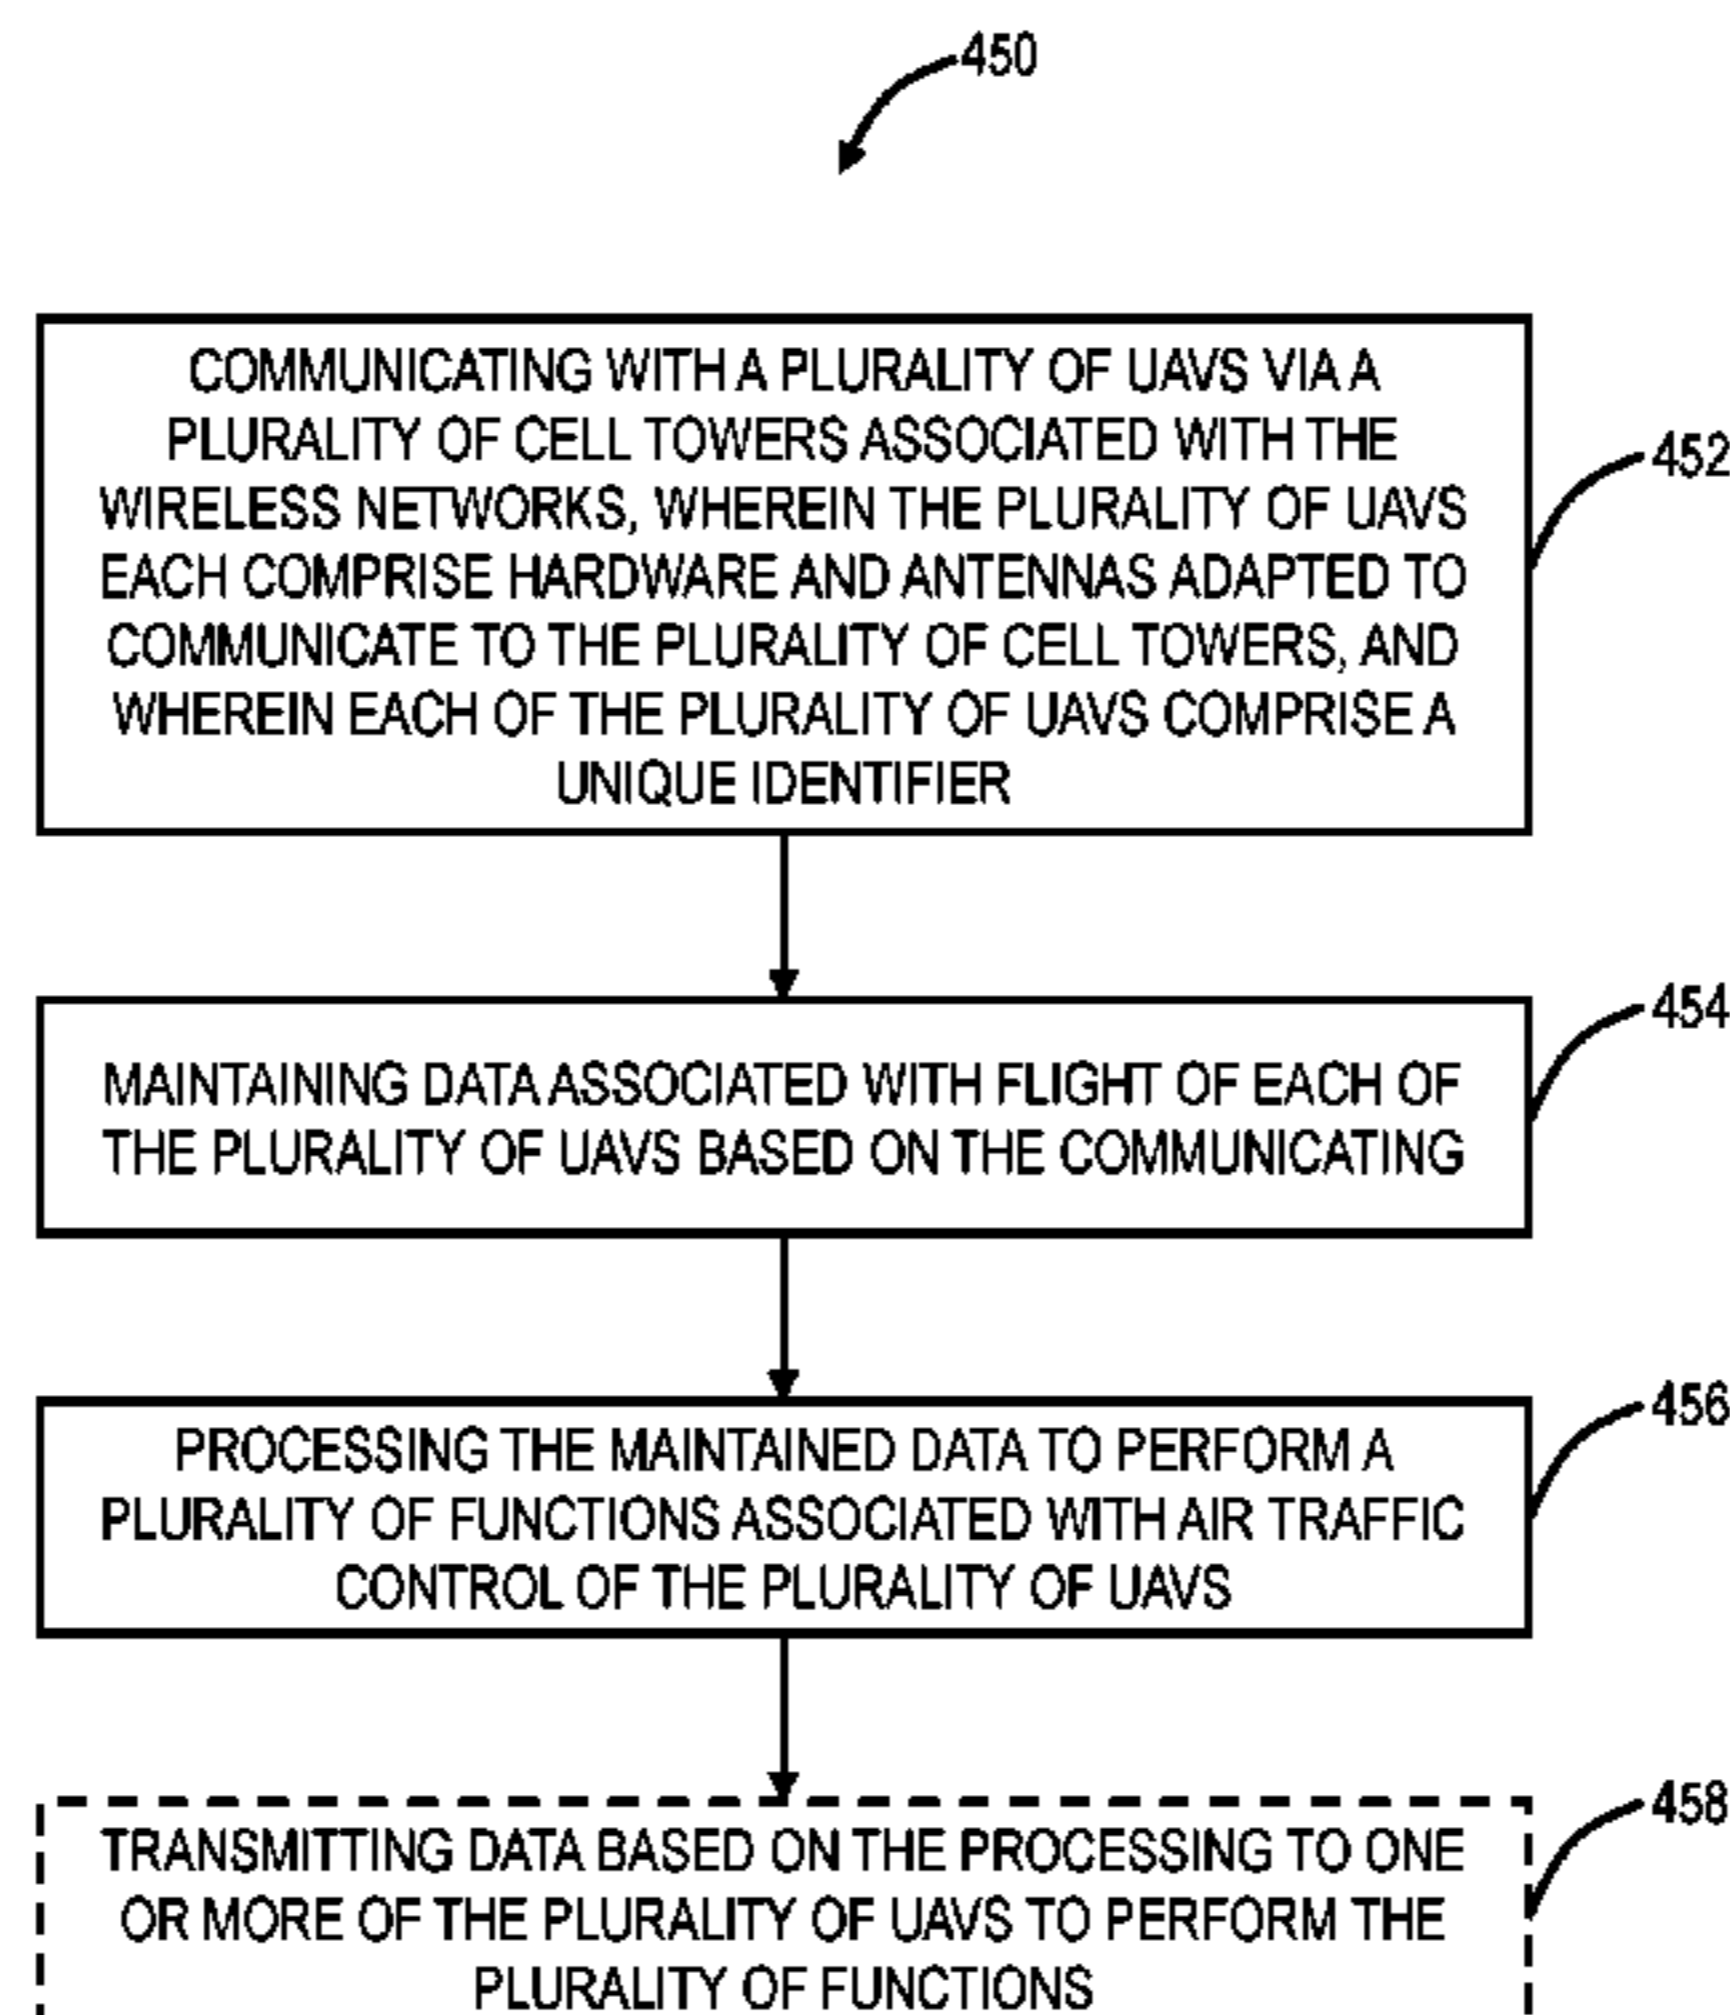 450
COMMUNICATING WITH A PLURALITY OF UAVS VIA A
PLURALITY OF CELL TOWERS ASSOCIATED WITH THE
WIRELESS NETWORKS, WHEREIN THE PLURALITY OF UAVS
EACH COMPRISE HARDWARE AND ANTENNAS ADAPTED TO
COMMUNICATE TO THE PLURALITY OF CELL TOWERS, AND
WHEREIN EACH OF THE PLURALITY OF UAVS COMPRISE A
UNIQUE IDENTIFIER
452
MAINTAINING DATA ASSOCIATED WITH FLIGHT OF EACH OF
THE PLURALITY OF UAVS BASED ON THE COMMUNICATING
454
PROCESSING THE MAINTAINED DATA TO PERFORM A
PLURALITY OF FUNCTIONS ASSOCIATED WITH AIR TRAFFIC
CONTROL OF THE PLURALITY OF UAVS
456
TRANSMITTING DATA BASED ON THE PROCESSING TO ONE
OR MORE OF THE PLURALITY OF UAVS TO PERFORM THE
PLURALITY OF FUNCTIONS
458